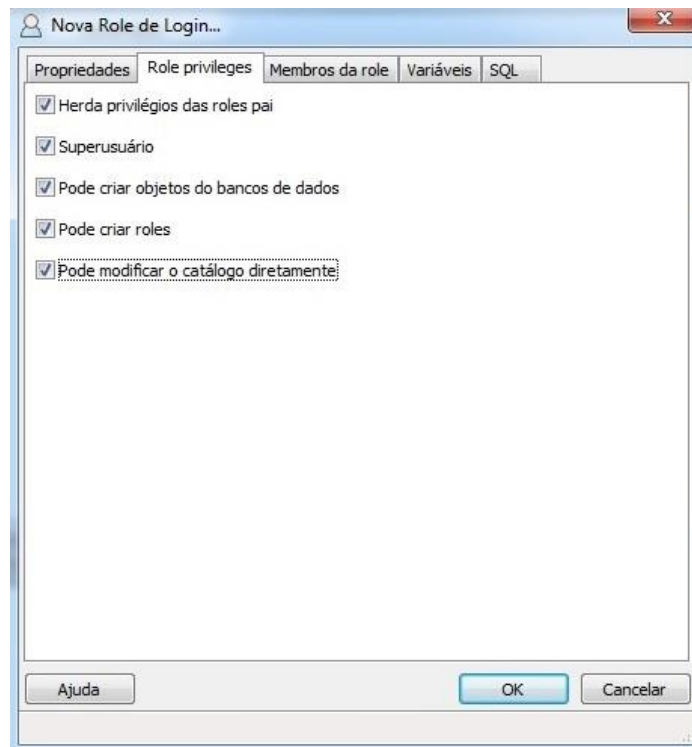 Nova Role de Login...
Propriedades Role privileges Membros da role Variáveis SQL
Herda privilégios das roles pai
Superusuário
Pode criar objetos do bancos de dados
Pode criar roles
Pode modificar o catálogo diretamente
Ajuda OK Cancelar